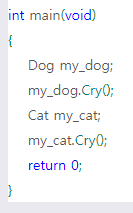 int main(void)
{
Dog my_dog;
my_dog.Cry();
Cat my_cat;
my_cat.Cry();
return 0;
}